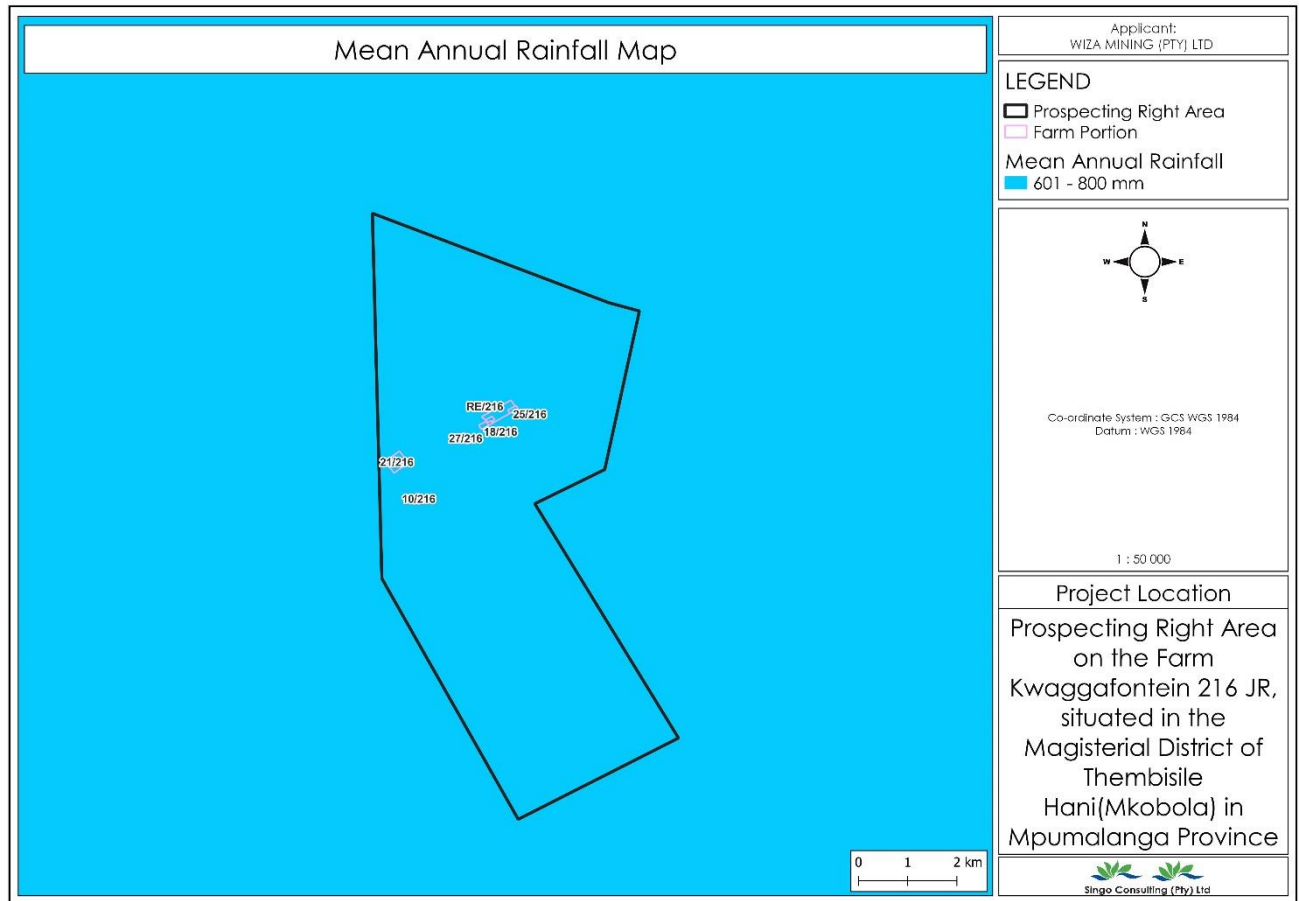 Mean Annual Rainfall Map
RE/216
25/216
18/216
27/216
21/216
10/216
0 1 2 km
Applicant:
WIZA MINING (PTY) LTD
LEGEND
Prospecting Right Area
Farm Portion
Mean Annual Rainfall
601 - 800 mm
N
W E
S
Co-ordinate System : GCS WGS 1984
Datum : WGS 1984
1 : 50 000
Project Location
Prospecting Right Area
on the Farm
Kwaggafontein 216 JR,
situated in the
Magisterial District of
Thembisile
Hani(Mkobola) in
Mpumalanga Province
Singo Consulting (Pty) Ltd